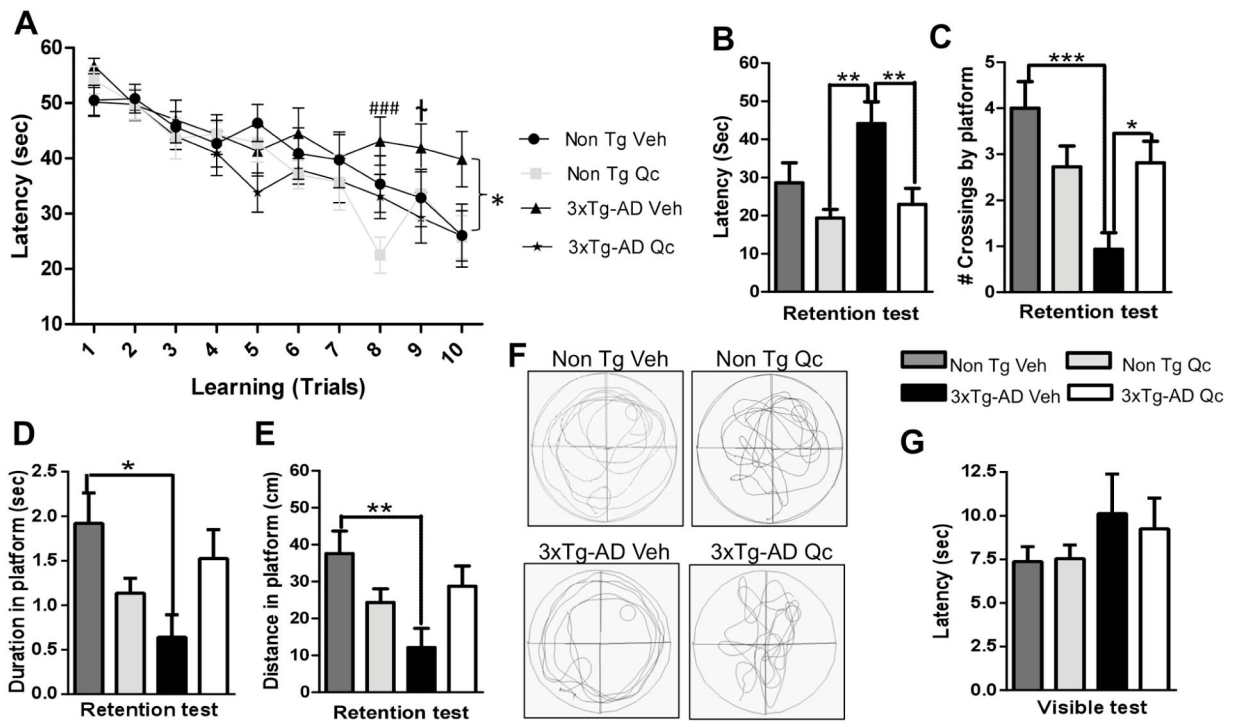 A
Latency (sec)
60
50
40
30
20
10
1 2 3 4 5 6 7 8 9 10
Learning (Trials)
###
*
Non Tg Veh
Non Tg Qc
3xTg-AD Veh
3xTg-AD Qc
B
Latency (Sec)
60
50
40
30
20
10
0
** **
Retention test
C
# Crossings by platform
5
4
3
2
1
0
***
*
Retention test
Non Tg Veh Non Tg Qc
3xTg-AD Veh 3xTg-AD Qc
D
Duration in platform (sec)
2.5
2.0
1.5
1.0
0.5
0.0
*
Retention test
E
Distance in platform (cm)
60
50
40
30
20
10
0
**
Retention test
F
Non Tg Veh Non Tg Qc
3xTg-AD Veh 3xTg-AD Qc
G
Latency (sec)
12.5
10.0
7.5
5.0
2.5
0.0
Visible test